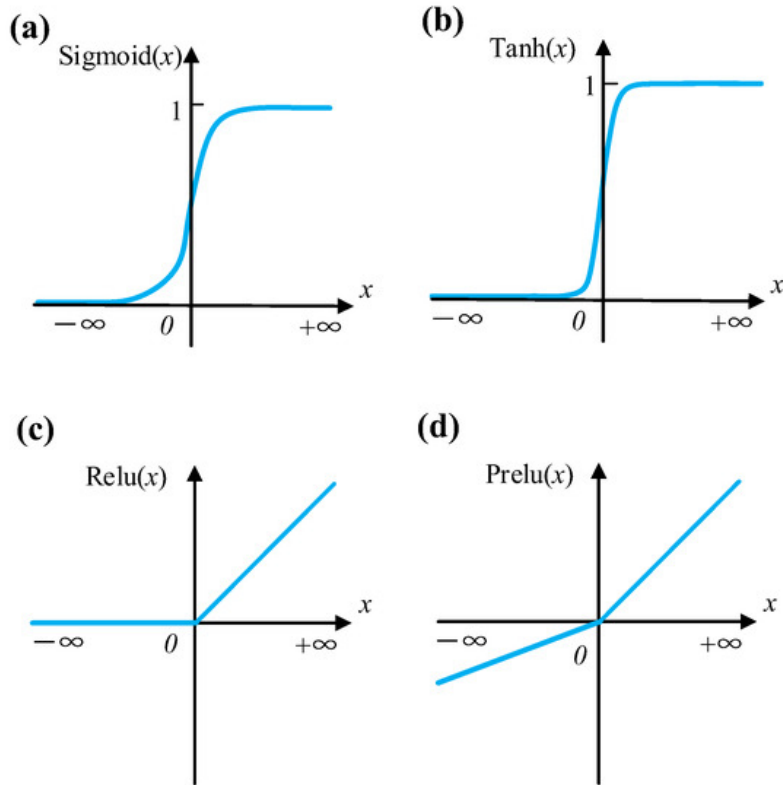 (a)
Sigmoid(x)
1
x
−∞
0
+∞
(b)
Tanh(x)
1
x
−∞
0
+∞
(c)
Relu(x)
x
−∞
0
+∞
(d)
Prelu(x)
x
−∞
0
+∞